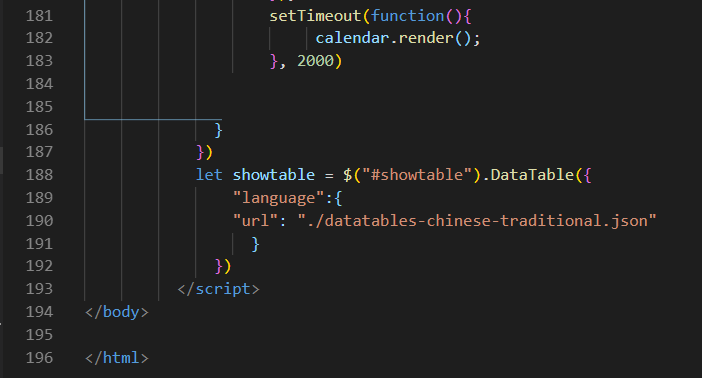 181 setTimeout(function(){
182 calendar.render();
183 }, 2000)
184
185
186 }
187 })
188 let showtable = $("#showtable").DataTable({
189 "language":{
190 "url": "./datatables-chinese-traditional.json"
191 }
192 })
193 </script>
194 </body>
195
196 </html>